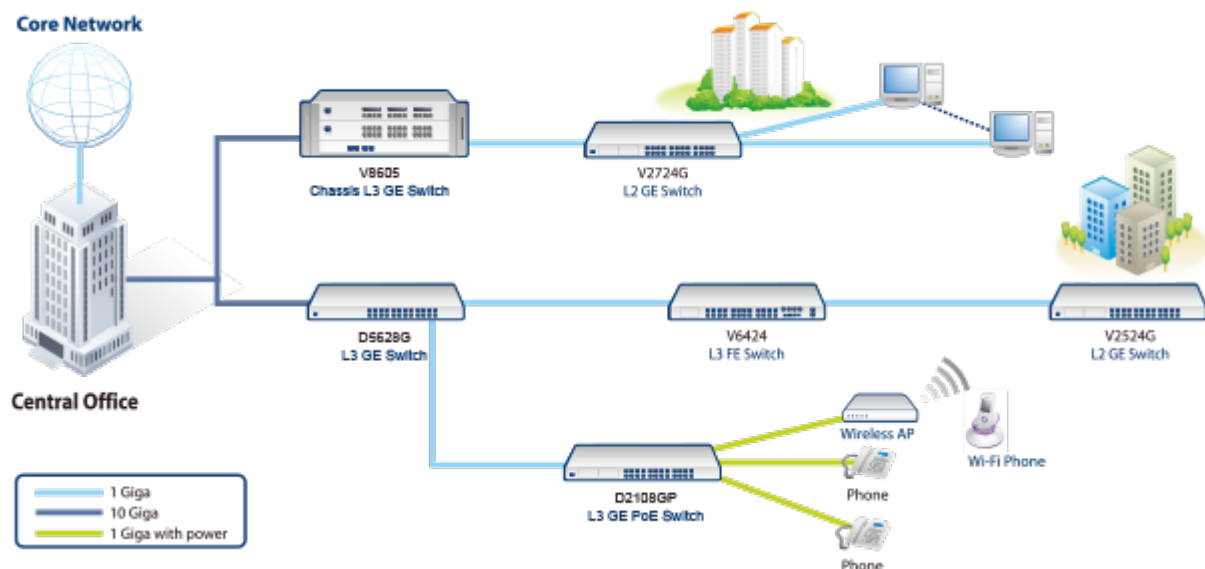 Core Network
V8605
Chassis L3 GE Switch
V2724G
L2 GE Switch
D5628G
L3 GE Switch
V6424
L3 FE Switch
V2524G
L2 GE Switch
Central Office
Wireless AP
Wi-Fi Phone
Phone
D2108GP
L3 GE PoE Switch
Phone
1 Giga
10 Giga
1 Giga with power